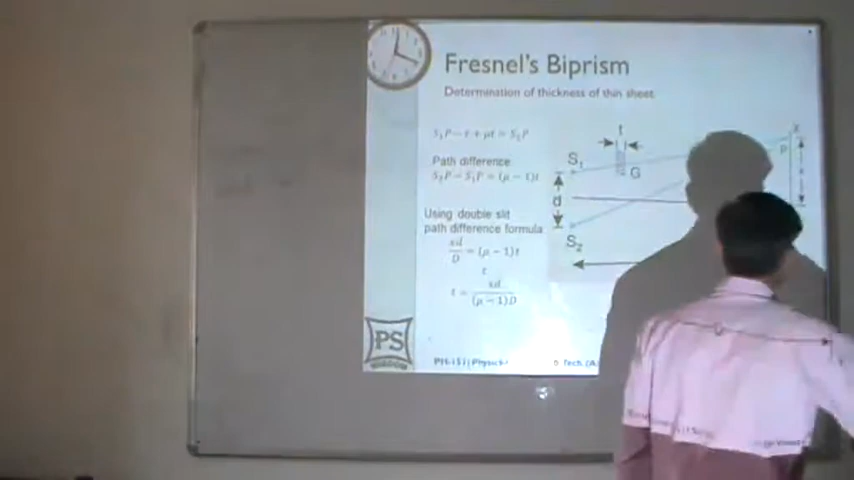 Fresnel's Biprism
Determination of thickness of thin sheet
S₁P − t + μt = S₂P
Path difference
S₂P − S₁P = (μ − 1)t
Using double slit
path difference formula
xd/D = (μ − 1)t
t
t = xd/((μ − 1)D)
t
S₁
G
d
S₂
P
x
PS